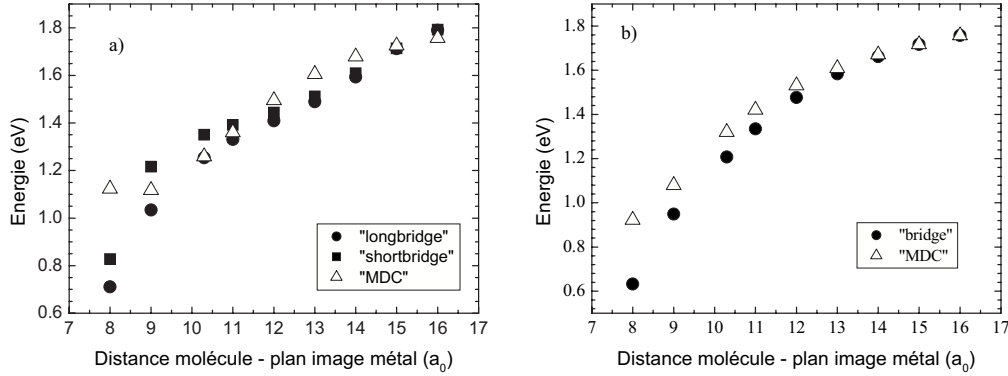 a)
1.8
1.6
1.4
1.2
1.0
0.8
0.6
Energie (eV)
7 8 9 10 11 12 13 14 15 16 17
Distance molécule - plan image métal (a0)
"longbridge"
"shortbridge"
"MDC"
b)
1.8
1.6
1.4
1.2
1.0
0.8
0.6
Energie (eV)
7 8 9 10 11 12 13 14 15 16 17
Distance molécule - plan image métal (a0)
"bridge"
"MDC"